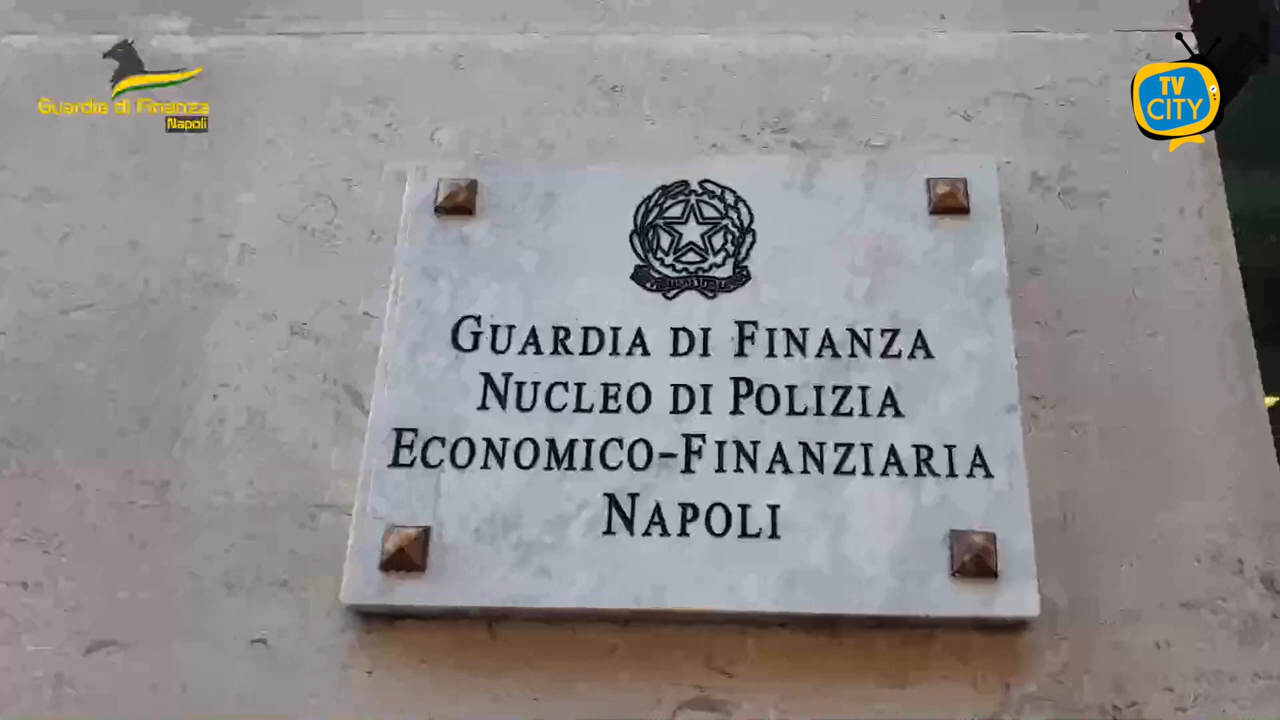 Guardia di Finanza
Napoli
TV
CITY
GUARDIA DI FINANZA
NUCLEO DI POLIZIA
ECONOMICO-FINANZIARIA
NAPOLI